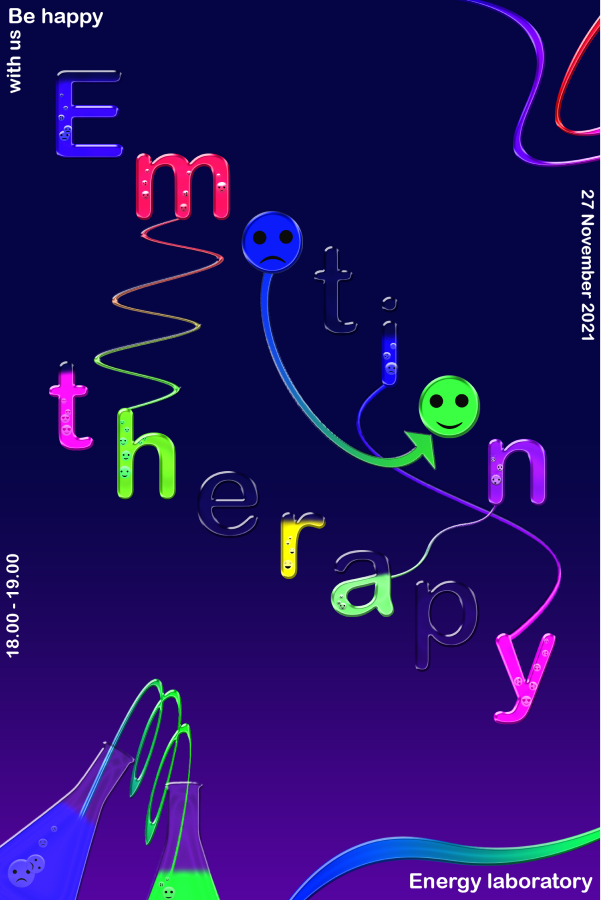 Be happy
with us
Emotion
therapy
27 November 2021
18.00 - 19.00
Energy laboratory